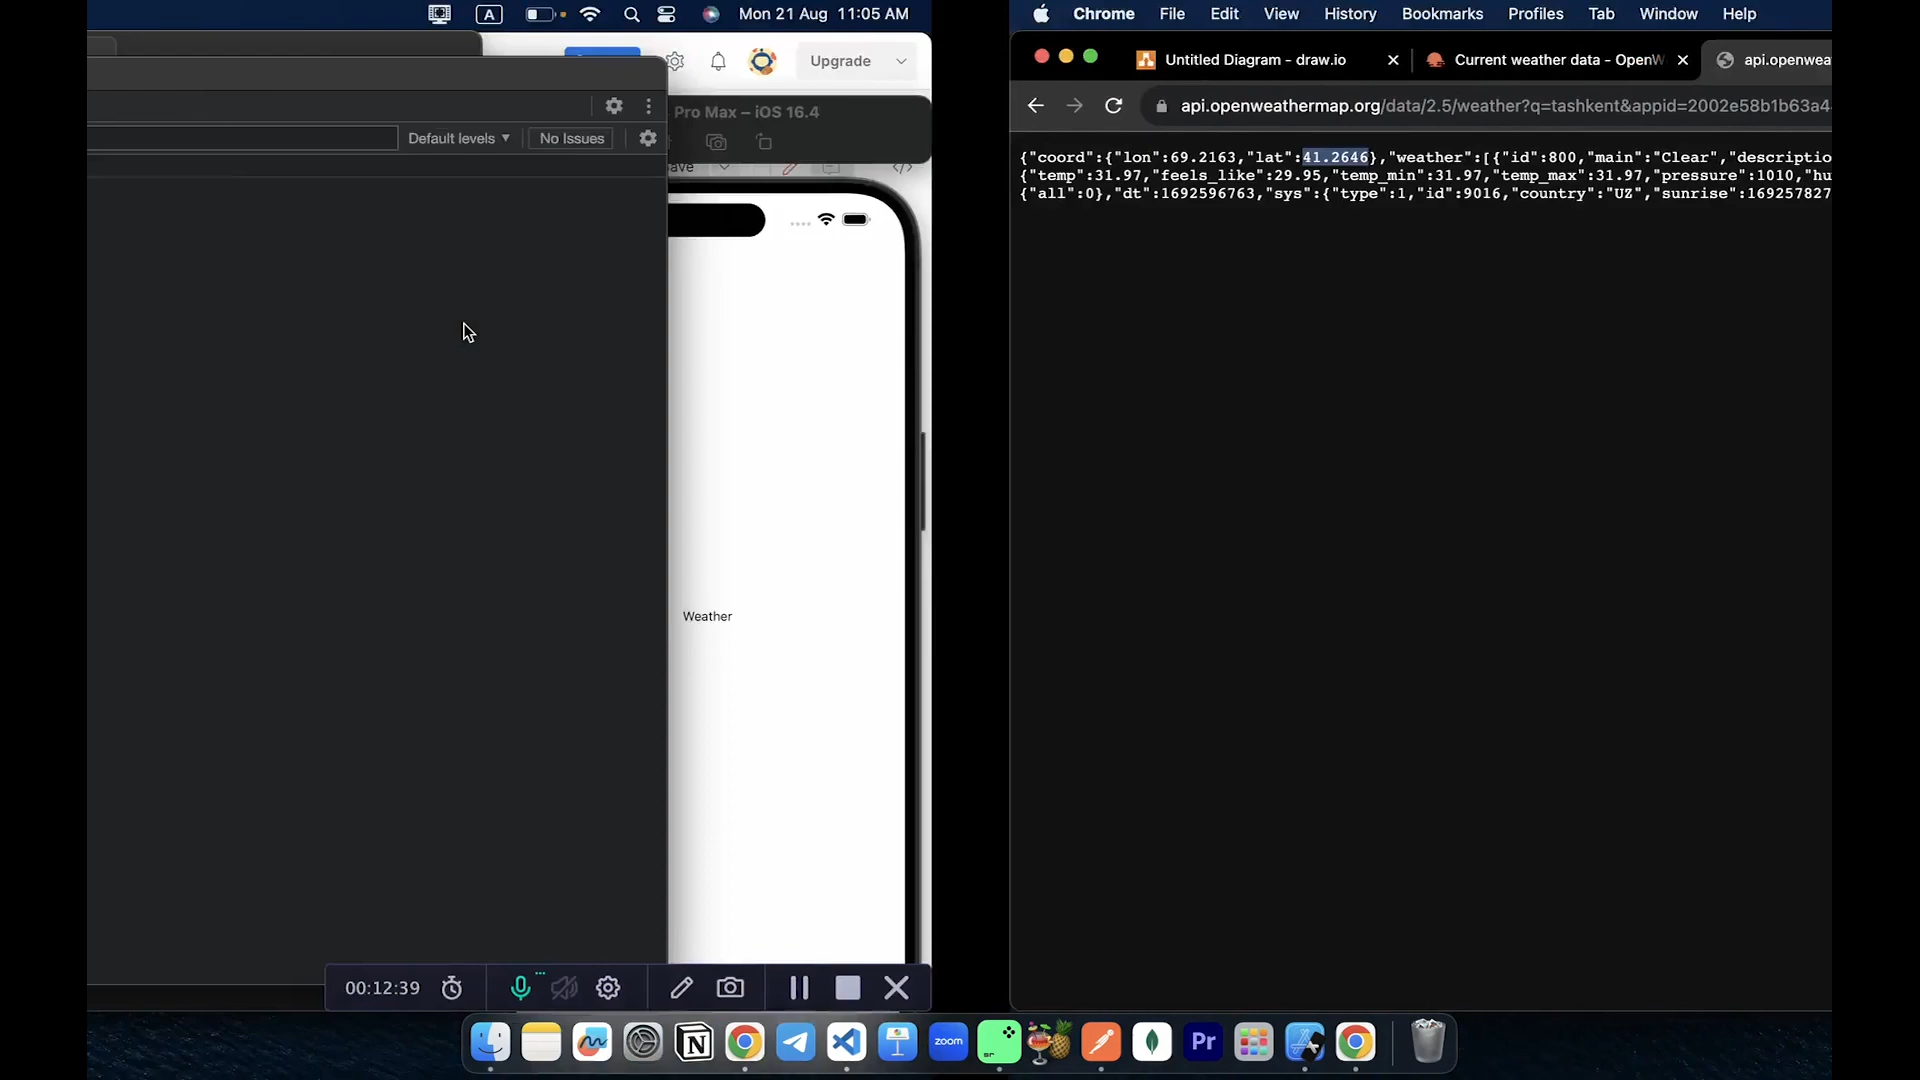 A
Mon 21 Aug 11:05 AM
Upgrade
Pro Max – iOS 16.4
Default levels ▼
No Issues
Weather
00:12:39
Chrome File Edit View History Bookmarks Profiles Tab Window Help
Untitled Diagram - draw.io
Current weather data - OpenW
api.openwea
api.openweathermap.org/data/2.5/weather?q=tashkent&appid=2002e58b1b63a4
{"coord":{"lon":69.2163,"lat":41.2646},"weather":[{"id":800,"main":"Clear","descriptio
{"temp":31.97,"feels_like":29.95,"temp_min":31.97,"temp_max":31.97,"pressure":1010,"hu
{"all":0},"dt":1692596763,"sys":{"type":1,"id":9016,"country":"UZ","sunrise":169257827
zoom
sr
Pr